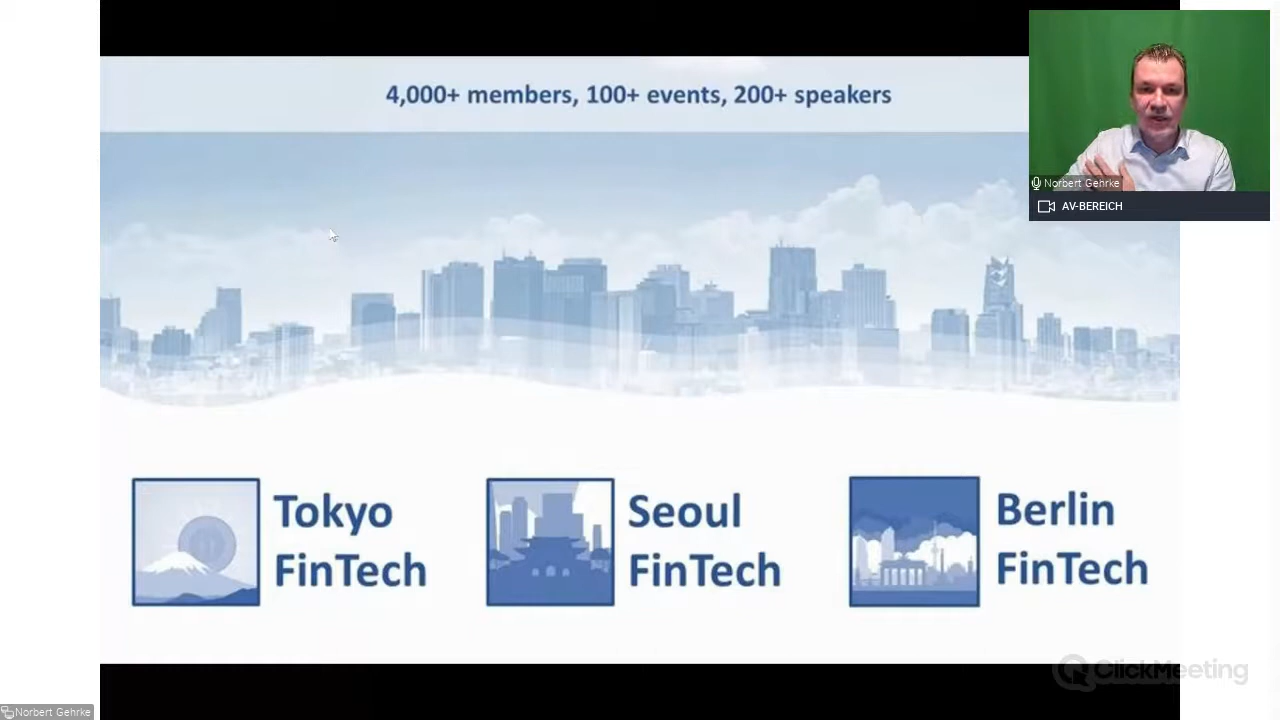 4,000+ members, 100+ events, 200+ speakers
Norbert Gehrke
AV-BEREICH
Tokyo
FinTech
Seoul
FinTech
Berlin
FinTech
ClickMeeting
Norbert Gehrke